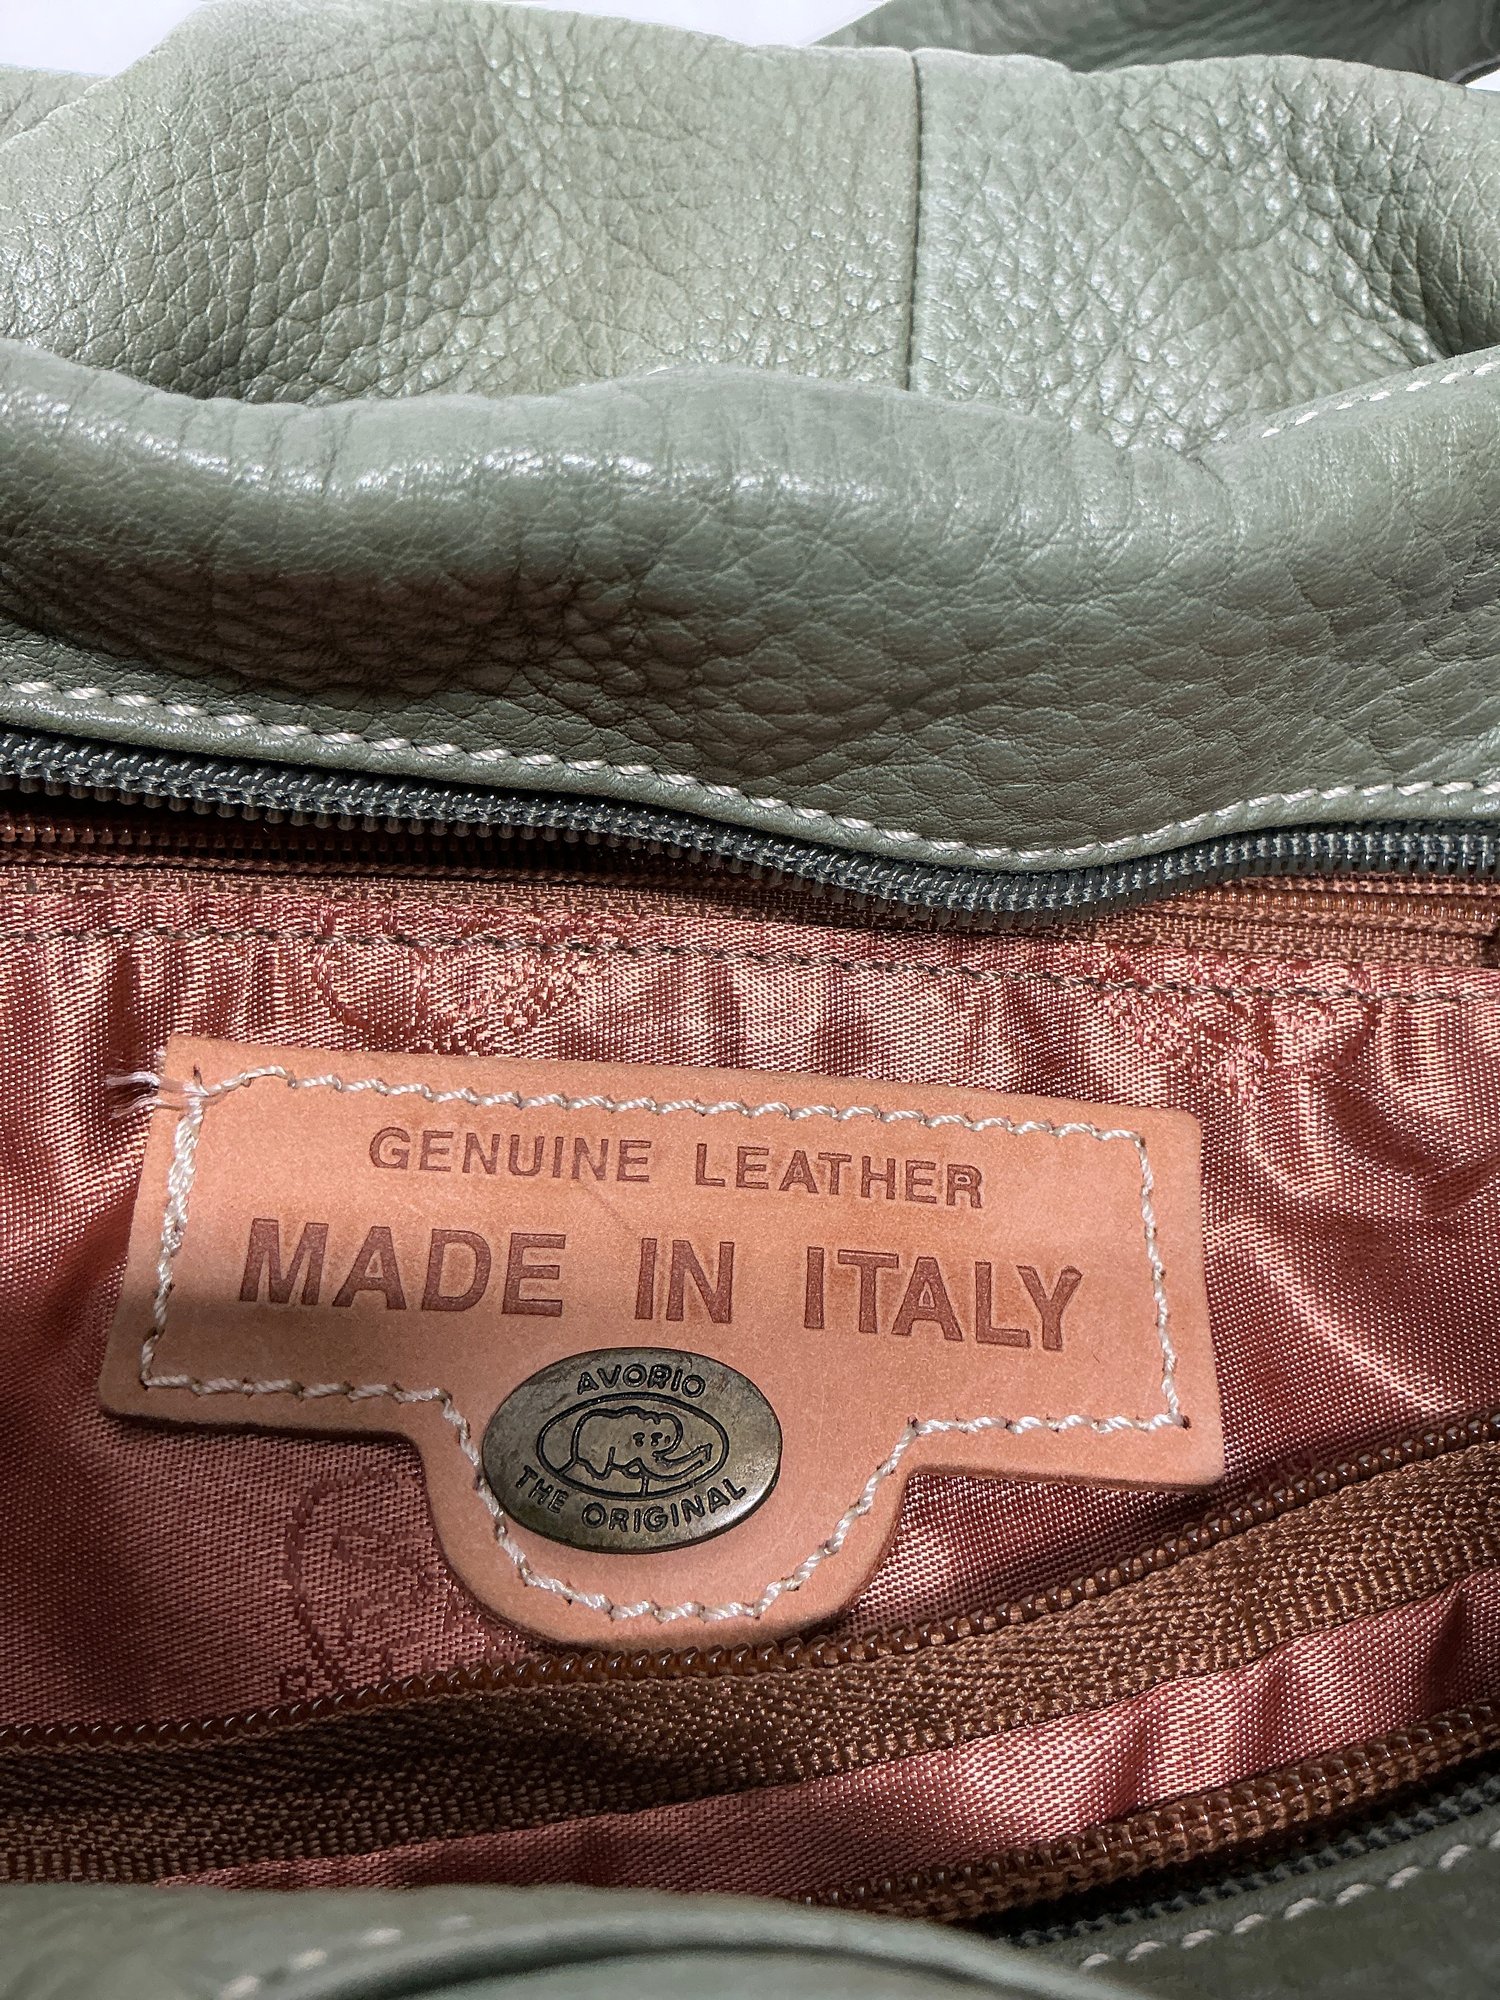 GENUINE LEATHER
MADE IN ITALY
AVORIO
THE ORIGINAL